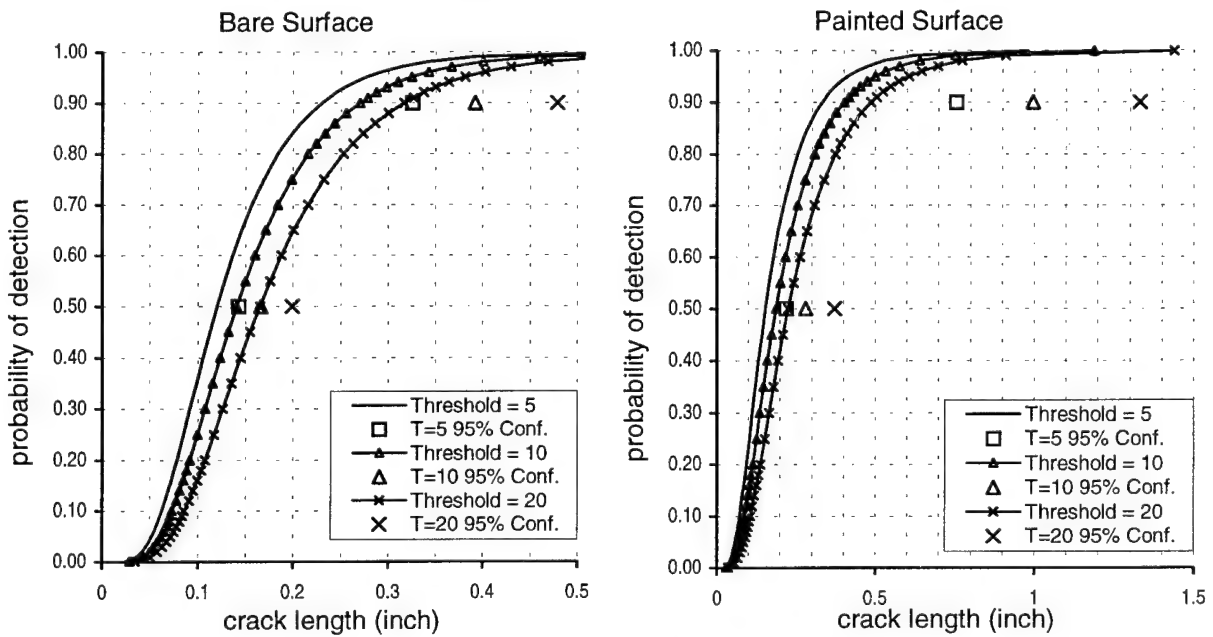 Bare Surface
probability of detection
1.00
0.90
0.80
0.70
0.60
0.50
0.40
0.30
0.20
0.10
0.00
0
0.1
0.2
0.3
0.4
0.5
crack length (inch)
Threshold = 5
T=5 95% Conf.
Threshold = 10
T=10 95% Conf.
Threshold = 20
T=20 95% Conf.
Painted Surface
probability of detection
1.00
0.90
0.80
0.70
0.60
0.50
0.40
0.30
0.20
0.10
0.00
0
0.5
1
1.5
crack length (inch)
Threshold = 5
T=5 95% Conf.
Threshold = 10
T=10 95% Conf.
Threshold = 20
T=20 95% Conf.